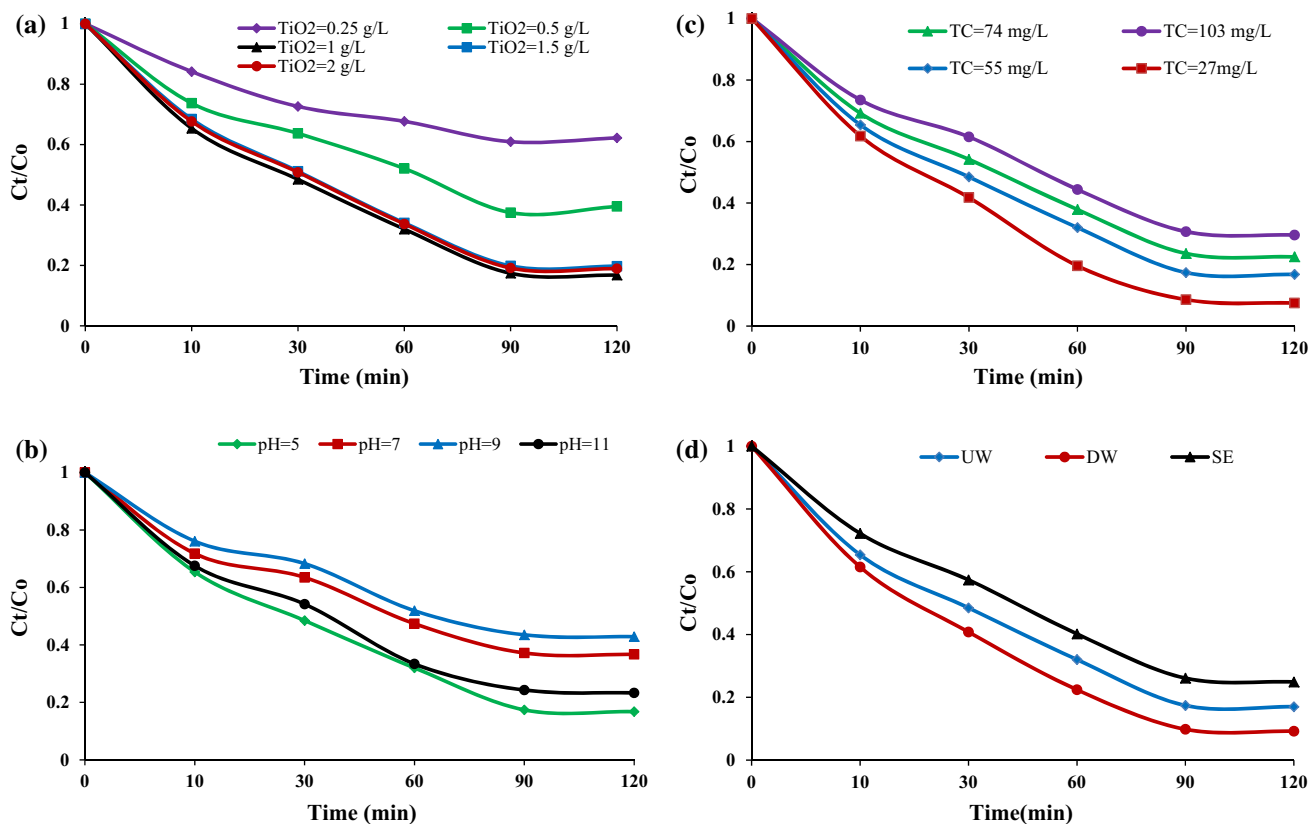 (a)
TiO2=0.25 g/L TiO2=0.5 g/L
TiO2=1 g/L TiO2=1.5 g/L
TiO2=2 g/L
Ct/Co
1
0.8
0.6
0.4
0.2
0
0 10 30 60 90 120
Time (min)
(c)
TC=74 mg/L TC=103 mg/L
TC=55 mg/L TC=27mg/L
Ct/Co
1
0.8
0.6
0.4
0.2
0
0 10 30 60 90 120
Time (min)
(b)
pH=5 pH=7 pH=9 pH=11
Ct/Co
1
0.8
0.6
0.4
0.2
0
0 10 30 60 90 120
Time (min)
(d)
UW DW SE
Ct/Co
1
0.8
0.6
0.4
0.2
0
0 10 30 60 90 120
Time(min)